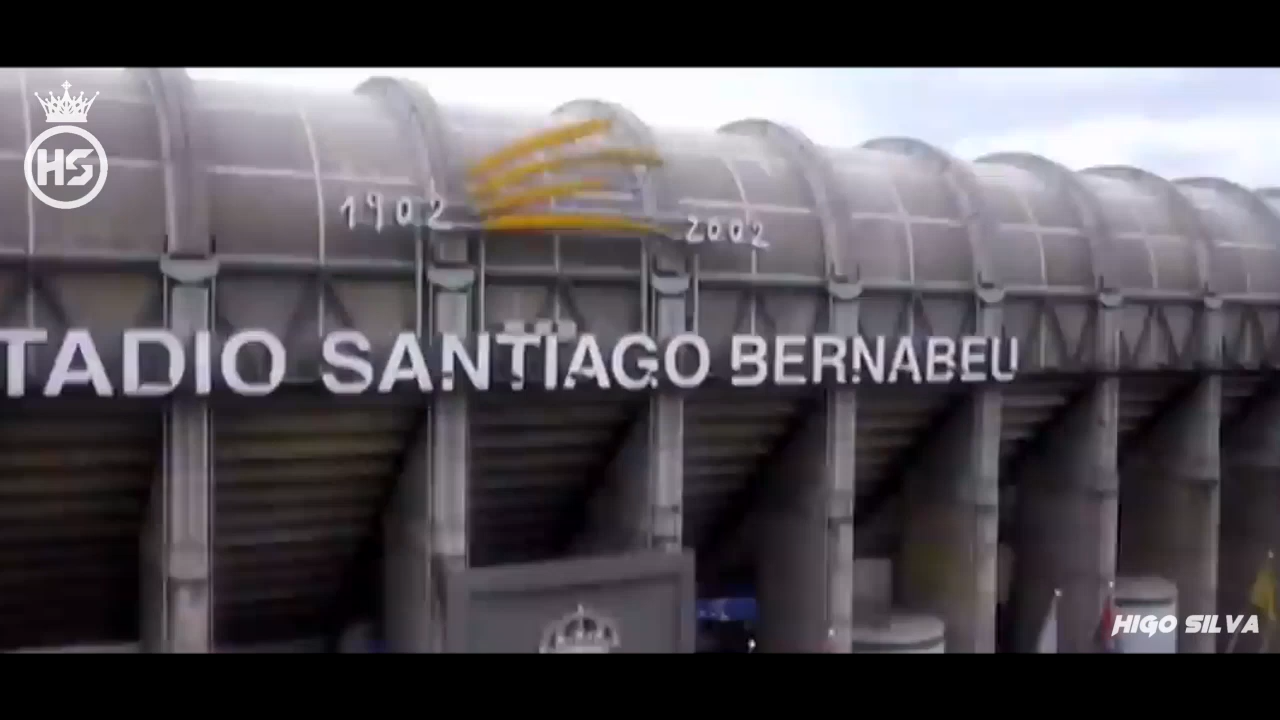 HS
1902
2002
TADIO SANTIAGO BERNABEU
HIGO SILVA